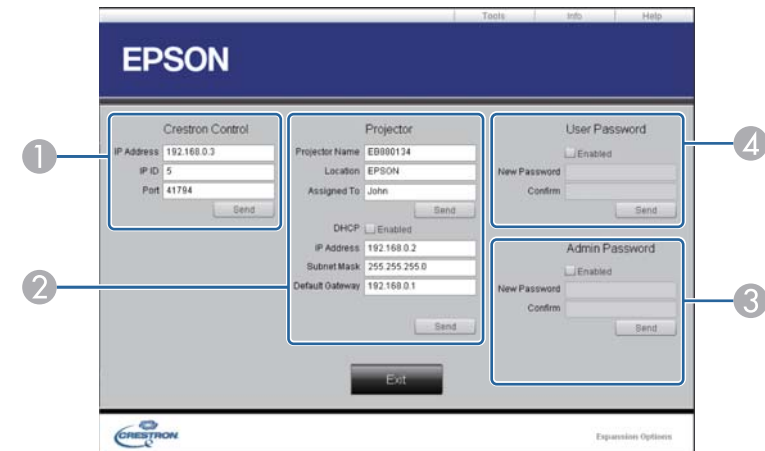 Tools Info Help
EPSON
Crestron Control
IP Address 192.168.0.3
IP ID 5
Port 41794
Send
1
Projector
Projector Name EB880134
Location EPSON
Assigned To John
Send
DHCP Enabled
IP Address 192.168.0.2
Subnet Mask 255.255.255.0
Default Gateway 192.168.0.1
Send
2
User Password
Enabled
New Password
Confirm
Send
4
Admin Password
Enabled
New Password
Confirm
Send
3
Exit
CRESTRON
Expansion Options